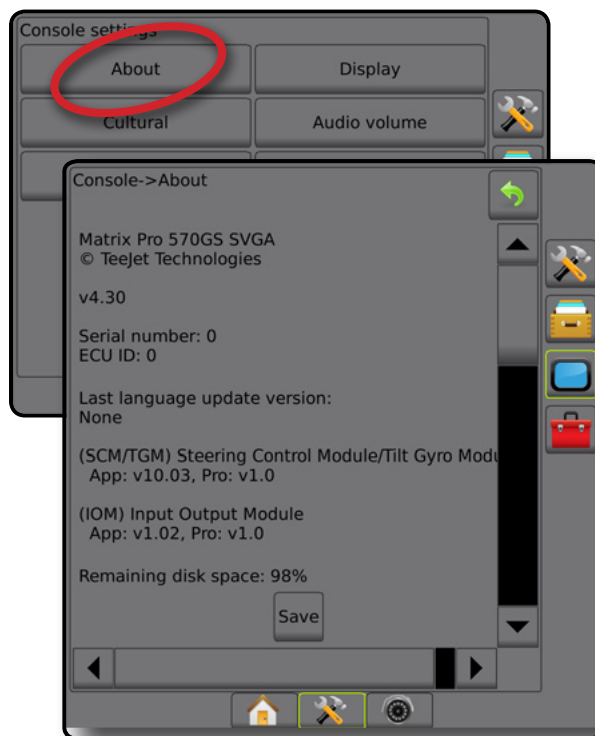 Console settings
About
Display
Cultural
Audio volume
Console->About
Matrix Pro 570GS SVGA
© TeeJet Technologies
v4.30
Serial number: 0
ECU ID: 0
Last language update version:
None
(SCM/TGM) Steering Control Module/Tilt Gyro Modu
App: v10.03, Pro: v1.0
(IOM) Input Output Module
App: v1.02, Pro: v1.0
Remaining disk space: 98%
Save